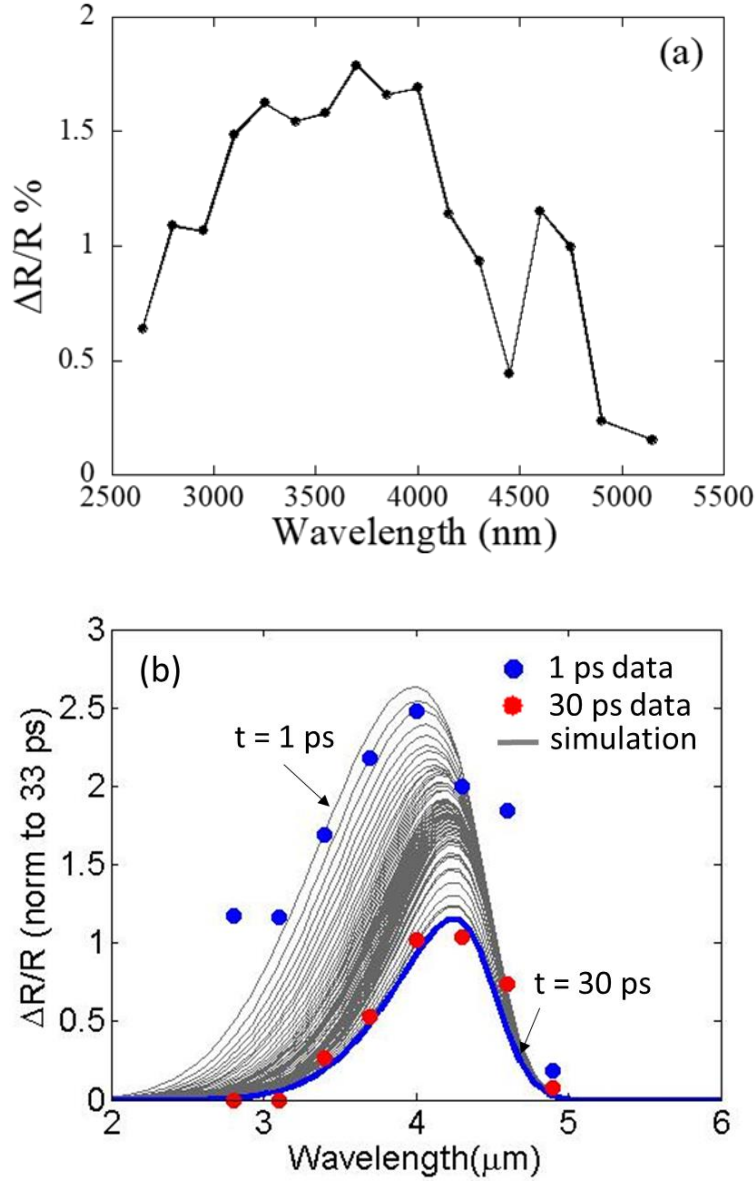 2
(a)
1.5
1
0.5
0
ΔR/R %
2500 3000 3500 4000 4500 5000 5500
Wavelength (nm)
3
(b)
1 ps data
30 ps data
simulation
2.5
t = 1 ps
2
1.5
1
t = 30 ps
0.5
0
ΔR/R (norm to 33 ps)
2 3 4 5 6
Wavelength(μm)